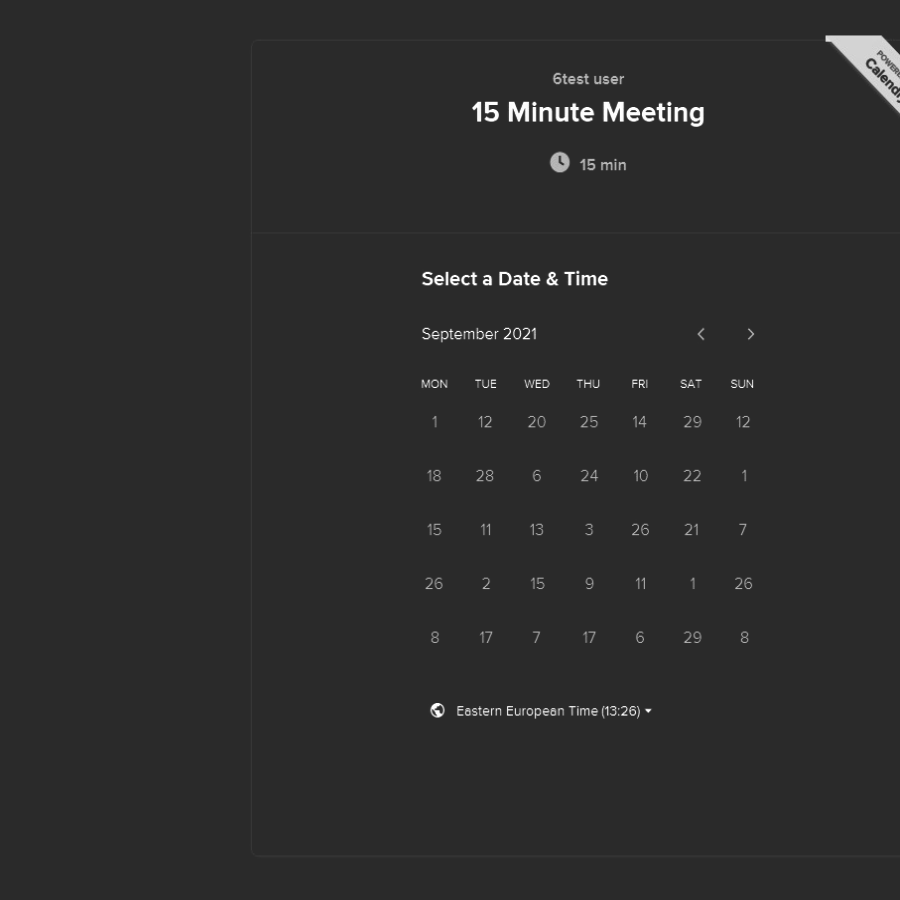 6test user
15 Minute Meeting
15 min
Select a Date & Time
September 2021
MON TUE WED THU FRI SAT SUN
1 12 20 25 14 29 12
18 28 6 24 10 22 1
15 11 13 3 26 21 7
26 2 15 9 11 1 26
8 17 7 17 6 29 8
Eastern European Time (13:26)